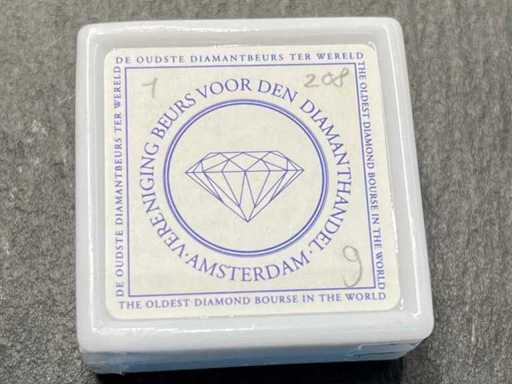 DE OUDSTE DIAMANTBEURS TER WERELD
DE OUDSTE DIAMANTBEURS TER WERELD
THE OLDEST DIAMOND BOURSE IN THE WORLD
1
208
VERENIGING BEURS VOOR DEN DIAMANTHANDEL
· AMSTERDAM ·
9
THE OLDEST DIAMOND BOURSE IN THE WORLD